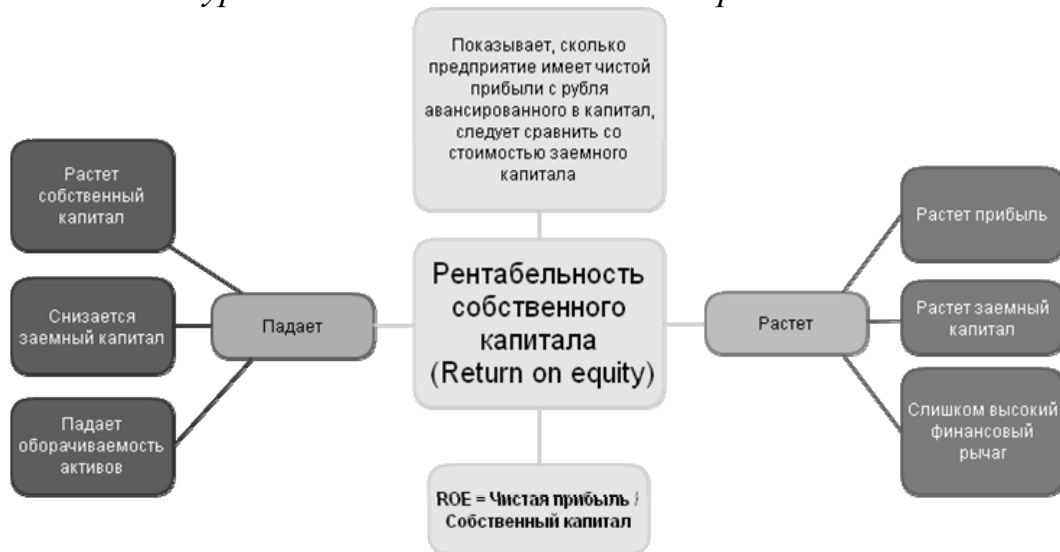 Показывает, сколько
предприятие имеет чистой
прибыли с рубля
авансированного в капитал,
следует сравнить со
стоимостью заемного
капитала
Растет
собственный
капитал
Снизается
заемный капитал
Падает
оборачиваемость
активов
Падает
Рентабельность
собственного
капитала
(Return on equity)
Растет
Растет прибыль
Растет заемный
капитал
Слишком высокий
финансовый
рычаг
ROE = Чистая прибыль /
Собственный капитал